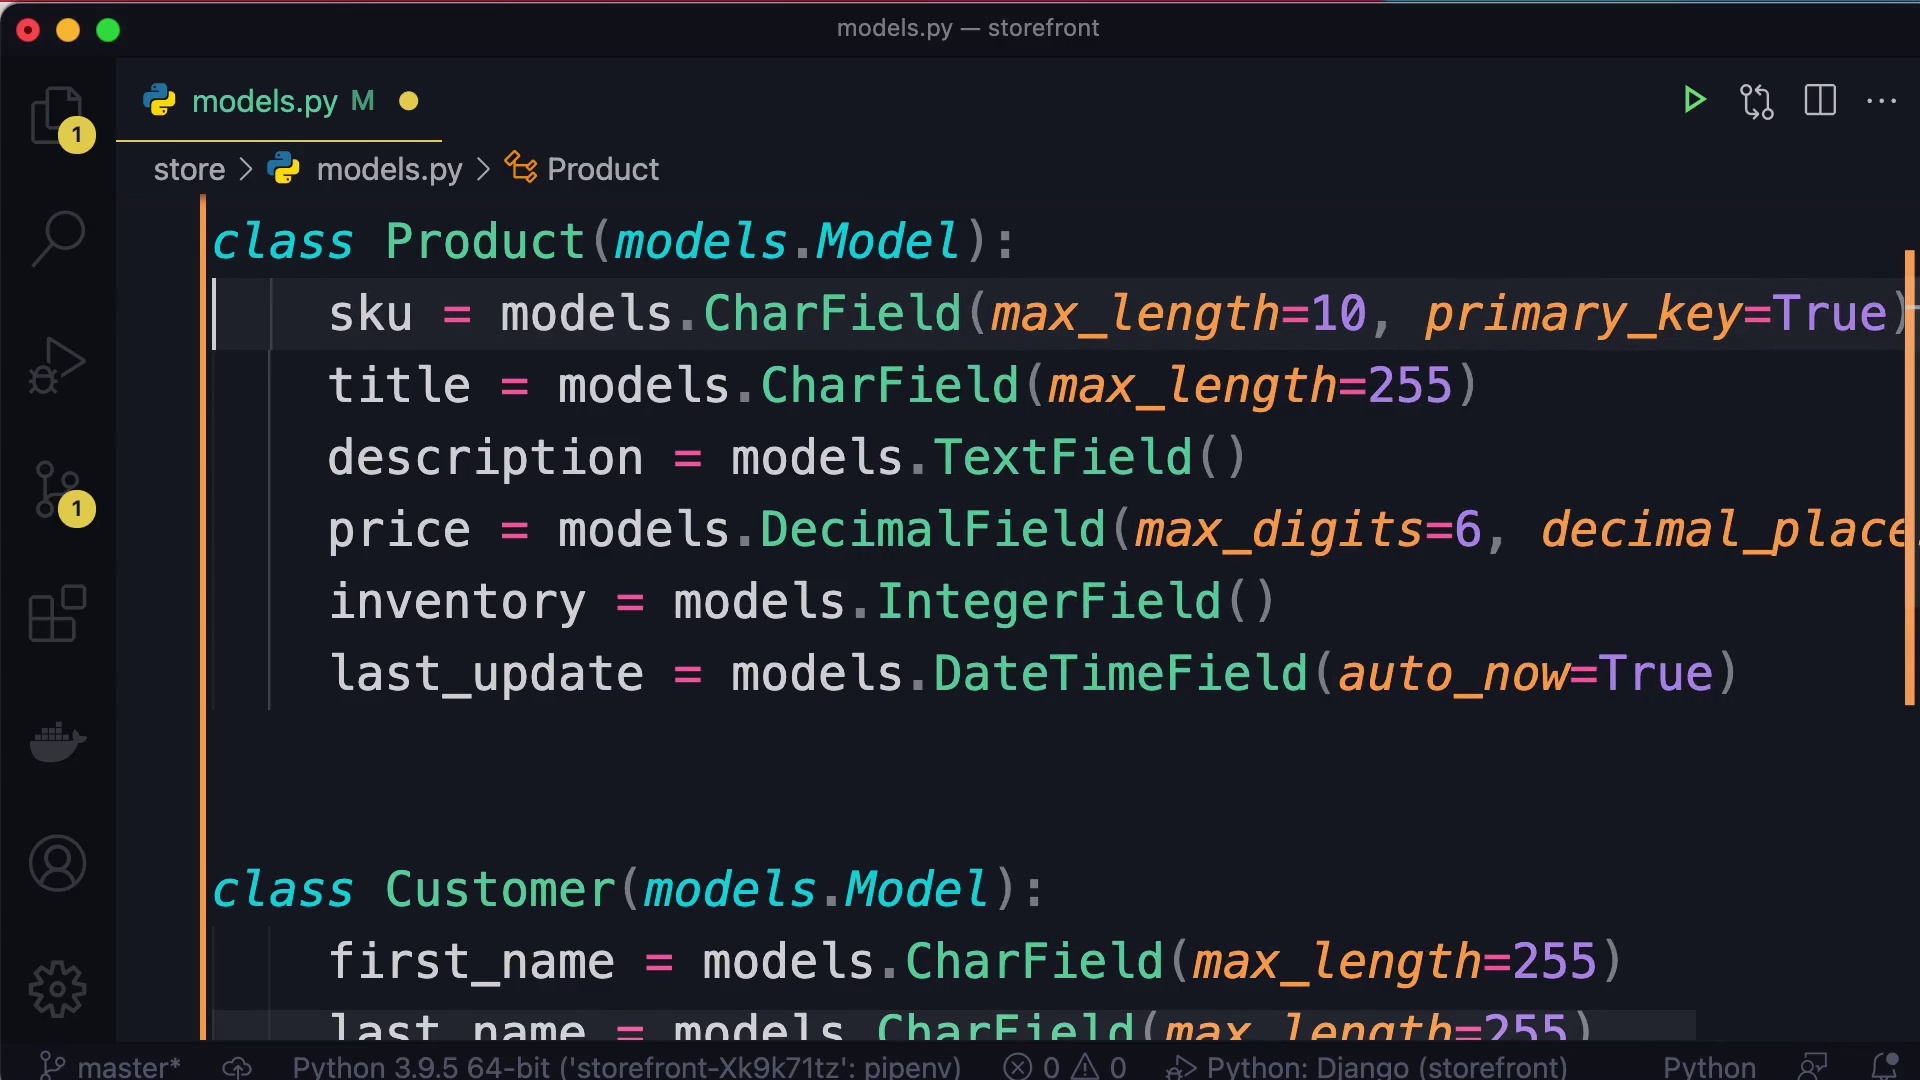 models.py — storefront
models.py M
1
store > models.py > Product
class Product(models.Model):
sku = models.CharField(max_length=10, primary_key=True)
title = models.CharField(max_length=255)
description = models.TextField()
price = models.DecimalField(max_digits=6, decimal_place
inventory = models.IntegerField()
last_update = models.DateTimeField(auto_now=True)
1
class Customer(models.Model):
first_name = models.CharField(max_length=255)
last_name = models.CharField(max_length=255)
master* Python 3.9.5 64-bit ('storefront-Xk9k71tz': pipenv) 0 0 Python: Django (storefront) Python